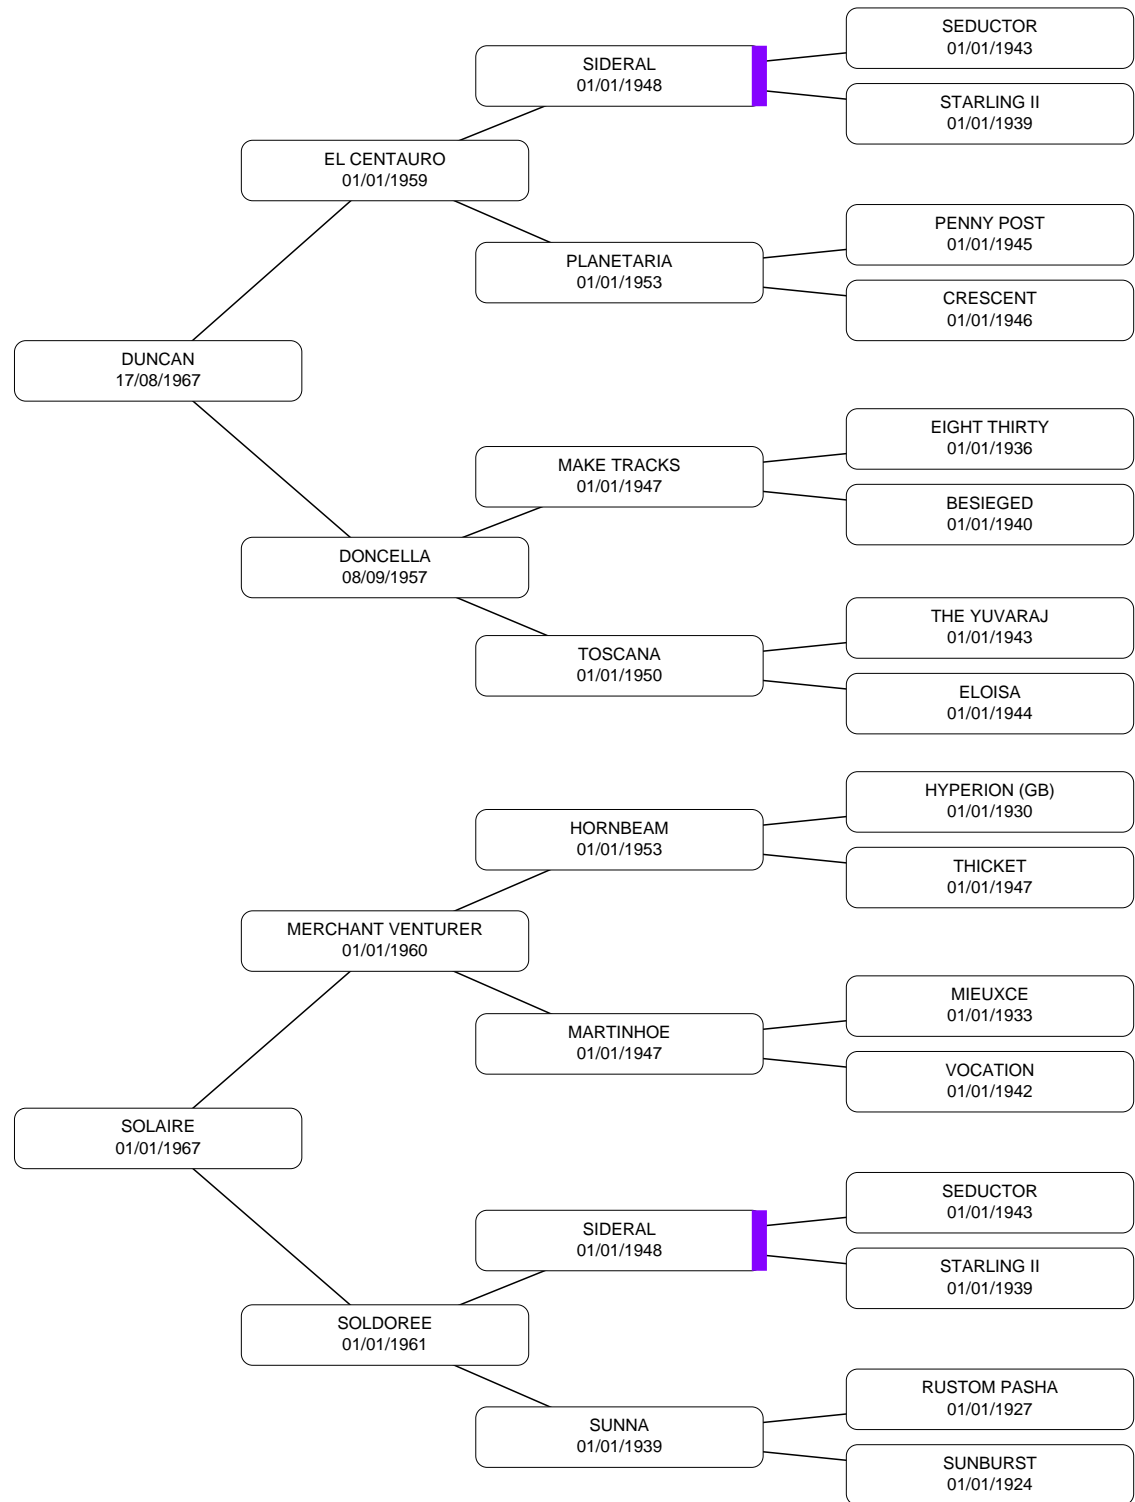 SEDUCTOR
01/01/1943
SIDERAL
01/01/1948
STARLING II
01/01/1939
EL CENTAURO
01/01/1959
PENNY POST
01/01/1945
PLANETARIA
01/01/1953
CRESCENT
01/01/1946
DUNCAN
17/08/1967
EIGHT THIRTY
01/01/1936
MAKE TRACKS
01/01/1947
BESIEGED
01/01/1940
DONCELLA
08/09/1957
THE YUVARAJ
01/01/1943
TOSCANA
01/01/1950
ELOISA
01/01/1944
HYPERION (GB)
01/01/1930
HORNBEAM
01/01/1953
THICKET
01/01/1947
MERCHANT VENTURER
01/01/1960
MIEUXCE
01/01/1933
MARTINHOE
01/01/1947
VOCATION
01/01/1942
SOLAIRE
01/01/1967
SEDUCTOR
01/01/1943
SIDERAL
01/01/1948
STARLING II
01/01/1939
SOLDOREE
01/01/1961
RUSTOM PASHA
01/01/1927
SUNNA
01/01/1939
SUNBURST
01/01/1924